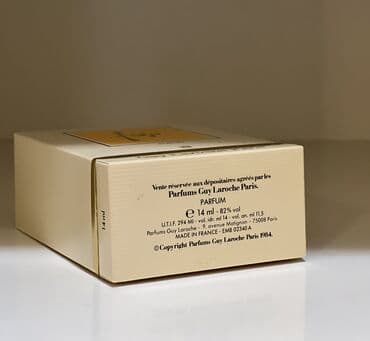 Vente réservée aux dépositaires agréés par les
Parfums Guy Laroche Paris.
PARFUM
℮ 14 ml - 82% vol
U.T.I.F. 294 Ml - vol. idr. ml 14 - vol. an. ml 11,5
Parfums Guy Laroche - 9, avenue Matignon - 75008 Paris
MADE IN FRANCE - EMB 02340 A
©Copyright Parfums Guy Laroche Paris 1984.
14 ml